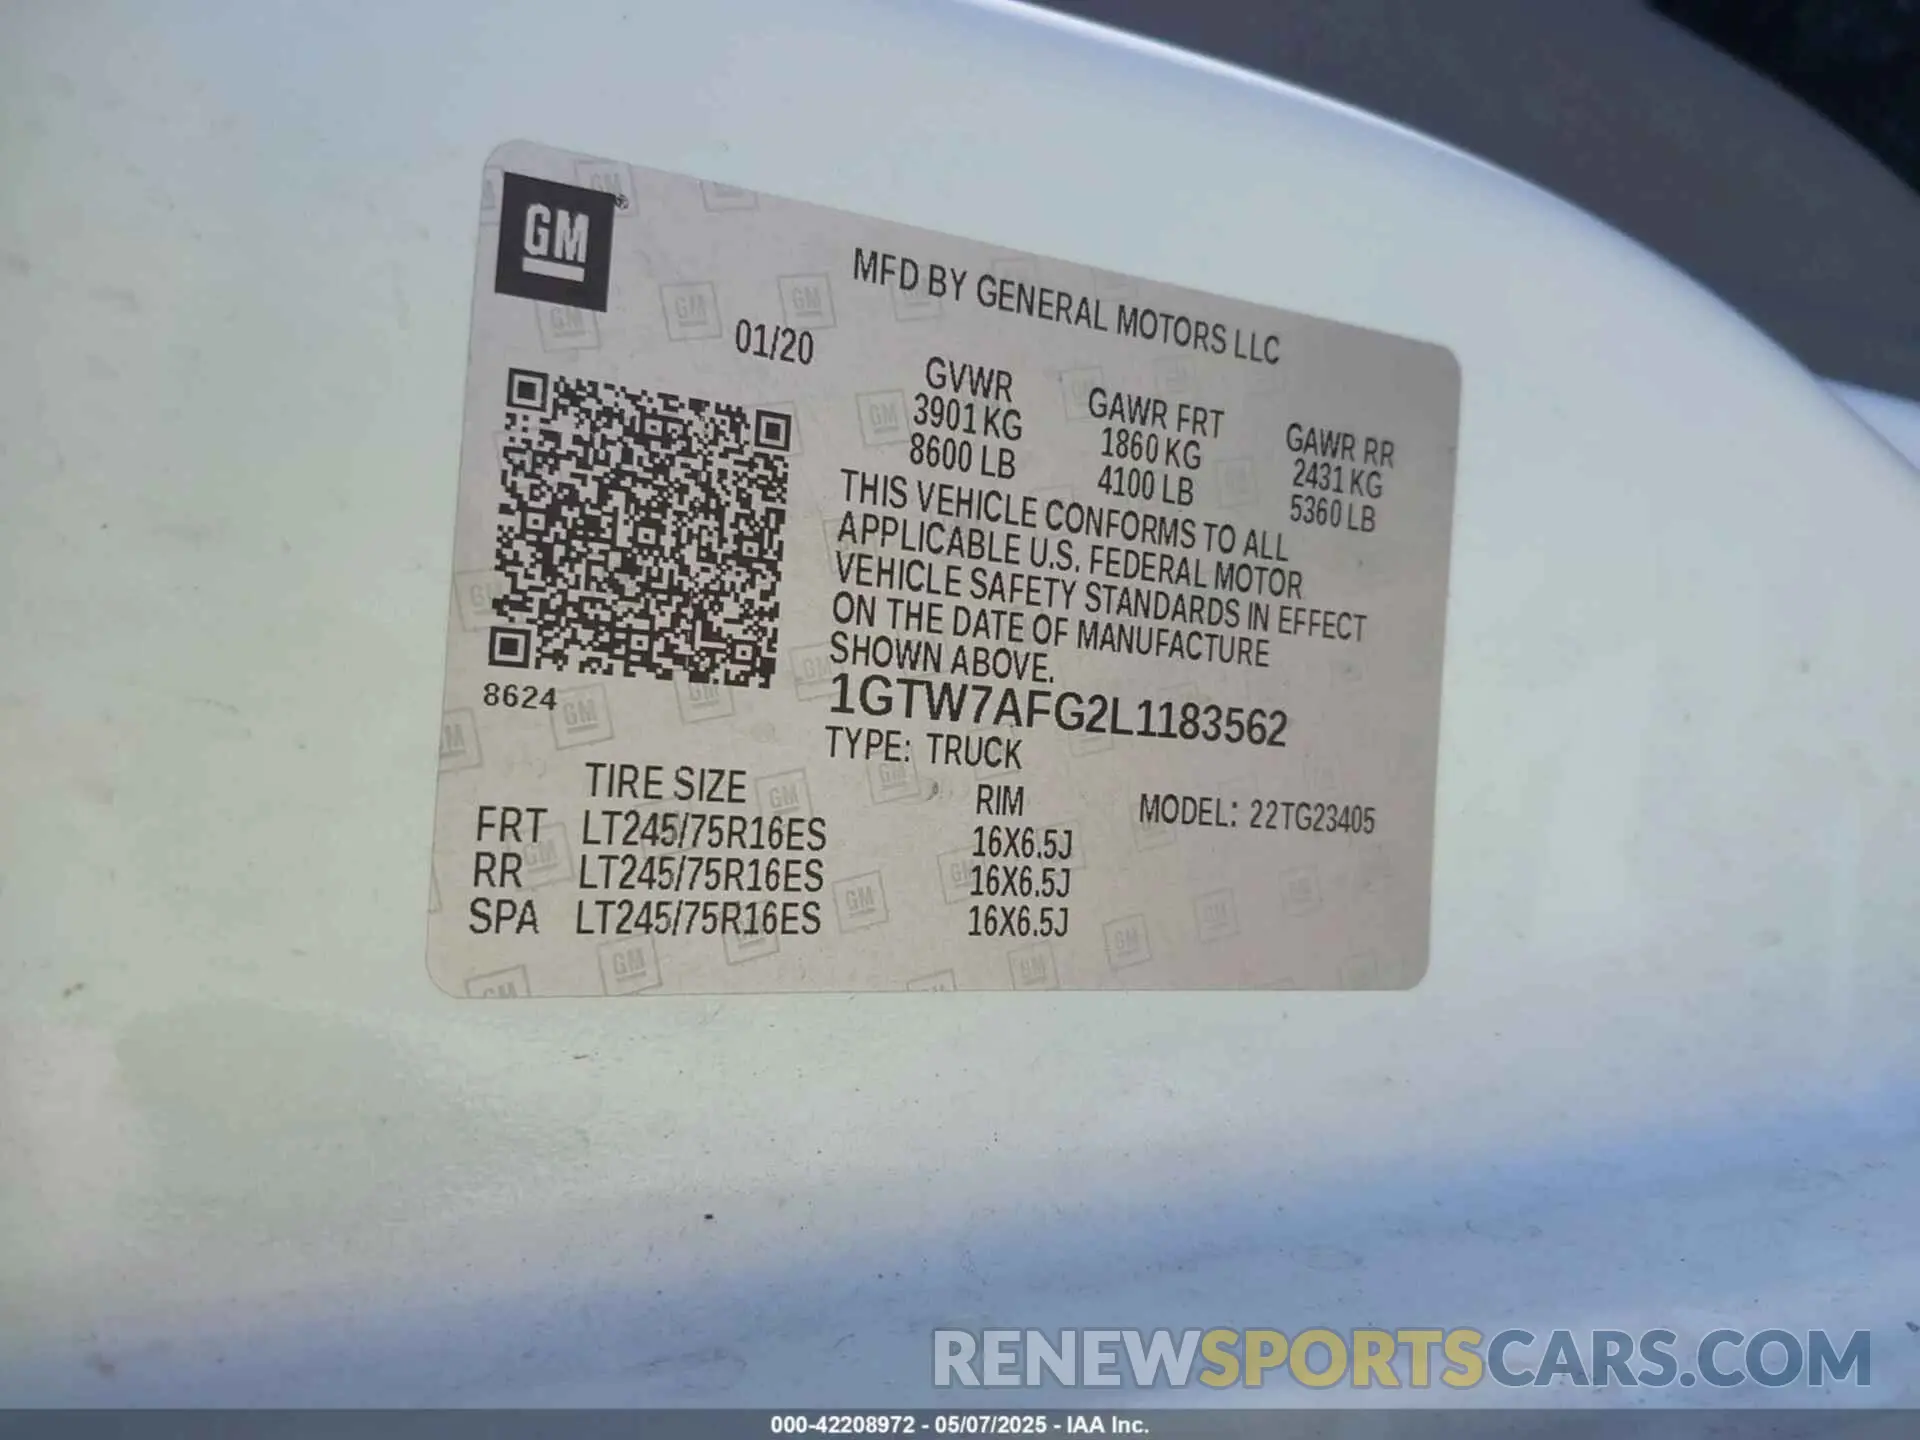 GM
MFD BY GENERAL MOTORS LLC
01/20
GVWR
3901 KG
8600 LB
GAWR FRT
1860 KG
4100 LB
GAWR RR
2431 KG
5360 LB
THIS VEHICLE CONFORMS TO ALL
APPLICABLE U.S. FEDERAL MOTOR
VEHICLE SAFETY STANDARDS IN EFFECT
ON THE DATE OF MANUFACTURE
SHOWN ABOVE.
8624
1GTW7AFG2L1183562
TYPE: TRUCK
TIRE SIZE RIM MODEL: 22TG23405
FRT LT245/75R16ES 16X6.5J
RR LT245/75R16ES 16X6.5J
SPA LT245/75R16ES 16X6.5J
RENEWSPORTSCARS.COM
000-42208972 - 05/07/2025 - IAA Inc.